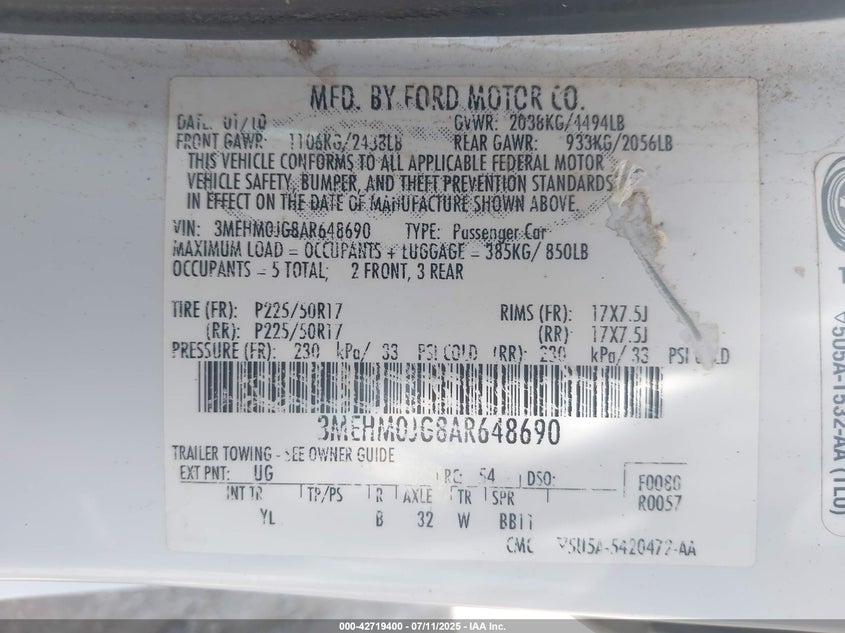 MFD. BY FORD MOTOR CO.
DATE: 01/10 GVWR: 2038KG/4494LB
FRONT GAWR: 1106KG/2438LB REAR GAWR: 933KG/2056LB
THIS VEHICLE CONFORMS TO ALL APPLICABLE FEDERAL MOTOR
VEHICLE SAFETY, BUMPER, AND THEFT PREVENTION STANDARDS
IN EFFECT ON THE DATE OF MANUFACTURE SHOWN ABOVE.
VIN: 3MEHM0JG8AR648690 TYPE: Passenger Car
MAXIMUM LOAD = OCCUPANTS + LUGGAGE = 385KG/ 850LB
OCCUPANTS = 5 TOTAL; 2 FRONT, 3 REAR
TIRE (FR): P225/50R17 RIMS (FR): 17X7.5J
(RR): P225/50R17 (RR): 17X7.5J
PRESSURE (FR): 230 kPa/ 33 PSI COLD (RR): 230 kPa/ 33 PSI COLD
3MEHM0JG8AR648690
TRAILER TOWING - SEE OWNER GUIDE
EXT PNT: UG RC: 54 DSO: F0086
R0057
INT TR TP/PS R AXLE TR SPR
YL B 32 W BB11
CMC 5U5A-5420472-AA
5U5A-1532-AA (TLU)
000-42719400 - 07/11/2025 - IAA Inc.